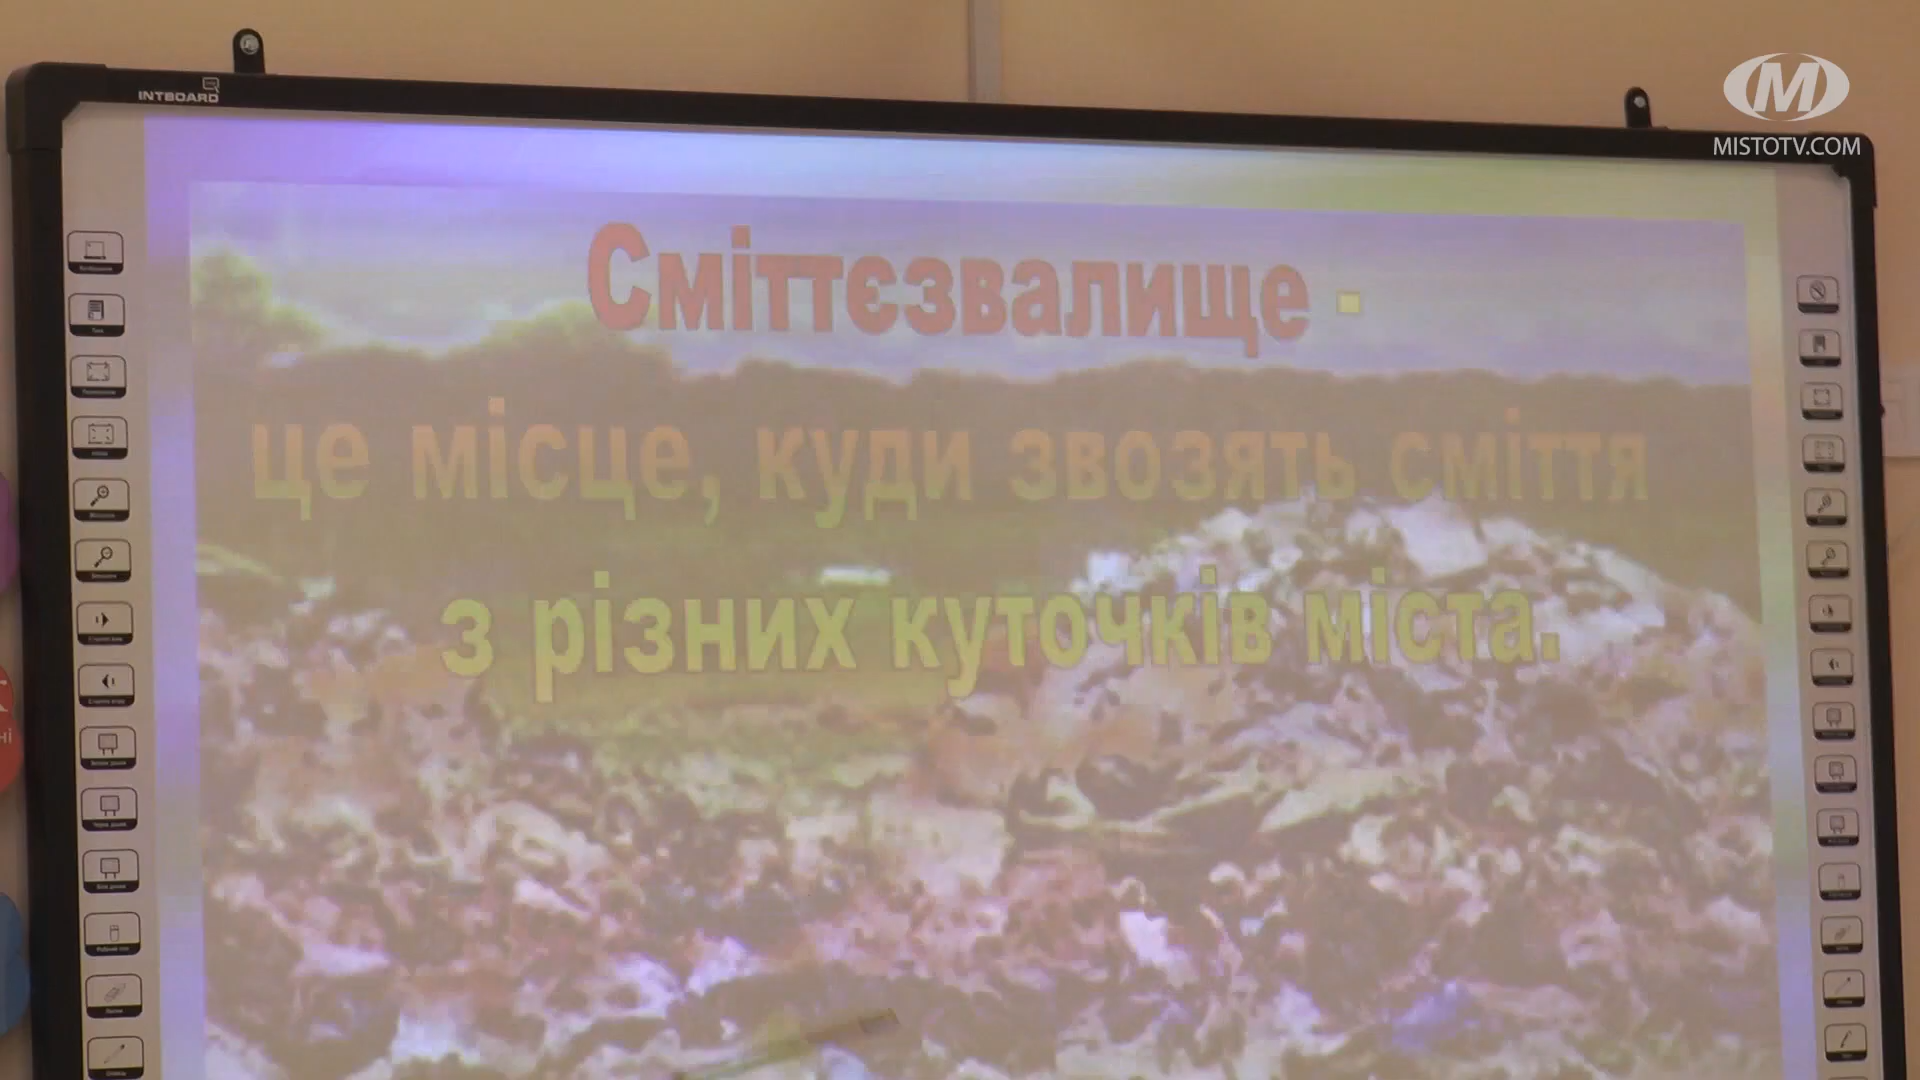 INTBOARD
MISTOTV.COM
Сміттєзвалище -
це місце, куди звозять сміття
з різних куточків міста.